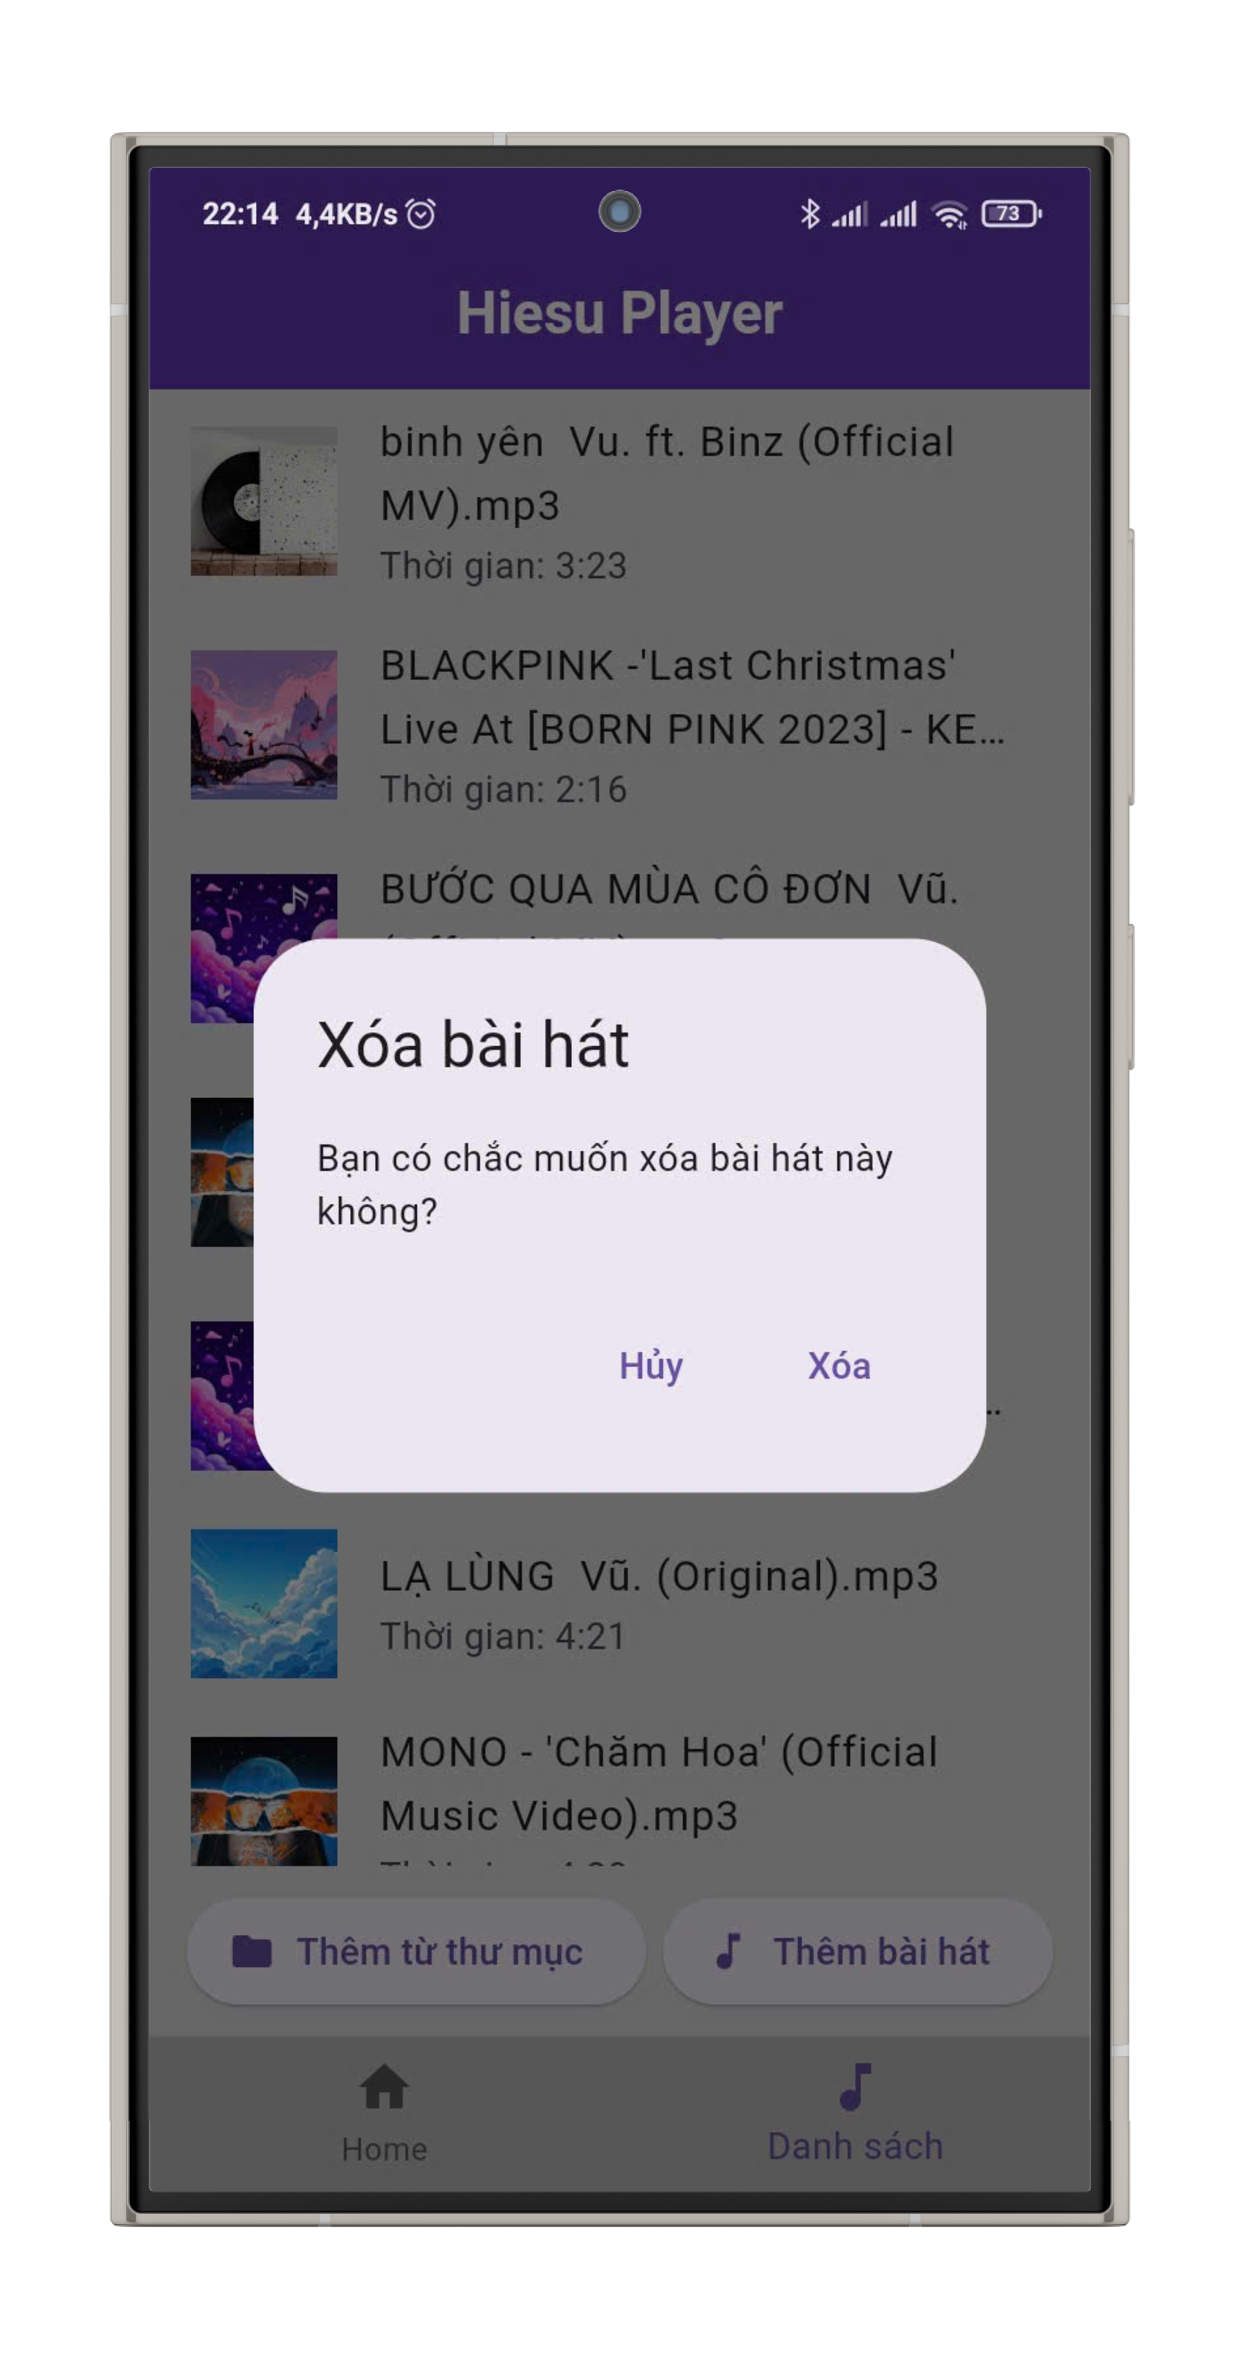 22:14 4,4KB/s
73
Hiesu Player
binh yên  Vu. ft. Binz (Official
MV).mp3
Thời gian: 3:23
BLACKPINK -'Last Christmas'
Live At [BORN PINK 2023] - KE...
Thời gian: 2:16
BƯỚC QUA MÙA CÔ ĐƠN  Vũ.
Xóa bài hát
Bạn có chắc muốn xóa bài hát này
không?
Hủy Xóa
LẠ LÙNG  Vũ. (Original).mp3
Thời gian: 4:21
MONO - 'Chăm Hoa' (Official
Music Video).mp3
Thêm từ thư mục Thêm bài hát
Home Danh sách